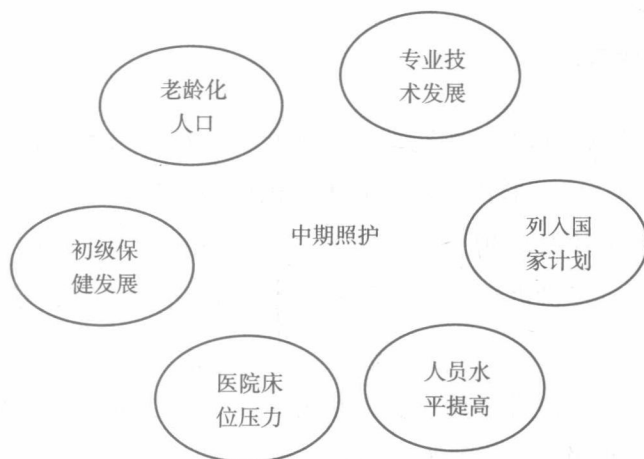 专业技
术发展
老龄化
人口
列入国
家计划
中期照护
初级保
健发展
人员水
平提高
医院床
位压力